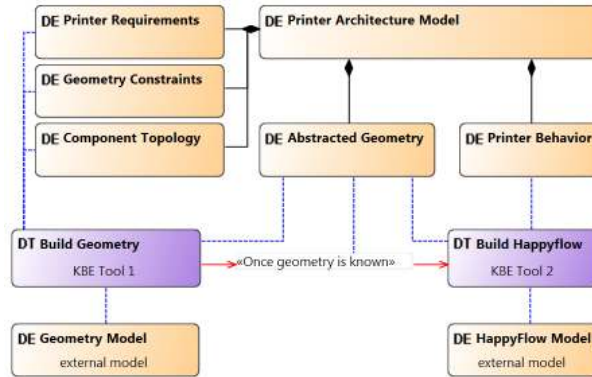 DE Printer Requirements
DE Printer Architecture Model
DE Geometry Constraints
DE Component Topology
DE Abstracted Geometry
DE Printer Behavior
DT Build Geometry
KBE Tool 1
«Once geometry is known»
DT Build Happyflow
KBE Tool 2
DE Geometry Model
external model
DE HappyFlow Model
external model